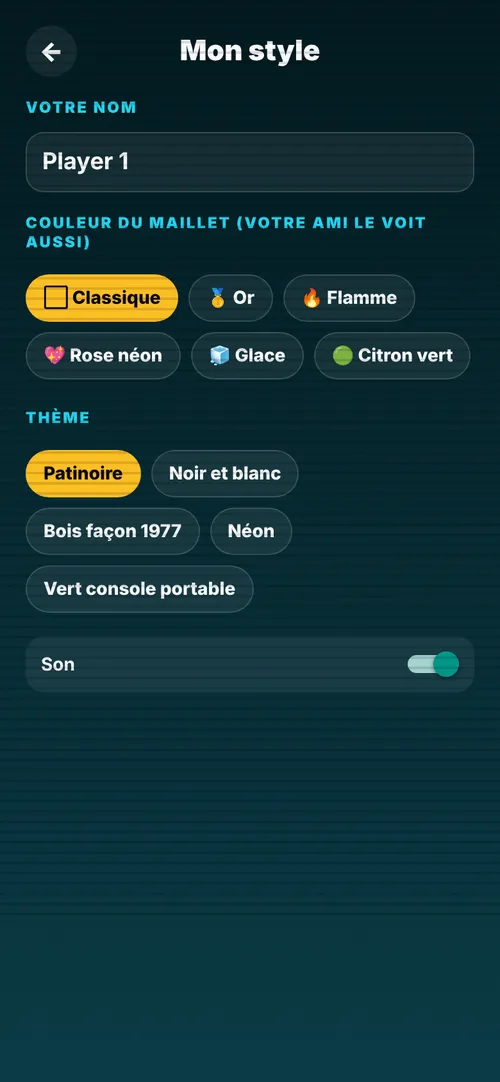 Mon style
VOTRE NOM
Player 1
COULEUR DU MAILLET (VOTRE AMI LE VOIT
AUSSI)
Classique
🥇 Or
🔥 Flamme
💖 Rose néon
🧊 Glace
🟢 Citron vert
THÈME
Patinoire
Noir et blanc
Bois façon 1977
Néon
Vert console portable
Son